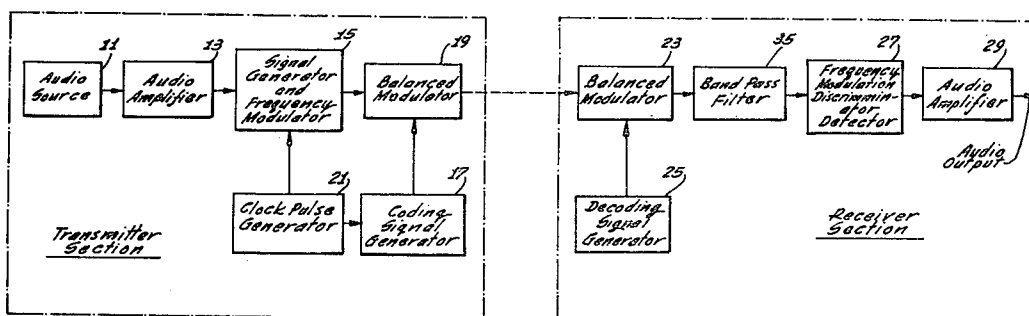 11
Audio
Source
13
Audio
Amplifier
15
Signal
Generator
and
Frequency
Modulator
19
Balanced
Modulator
21
Clock Pulse
Generator
17
Coding
Signal
Generator
Transmitter
Section
23
Balanced
Modulator
35
Band Pass
Filter
27
Frequency
Modulation
Discrimin-
ator
Detector
29
Audio
Amplifier
Audio
Output
25
Decoding
Signal
Generator
Receiver
Section